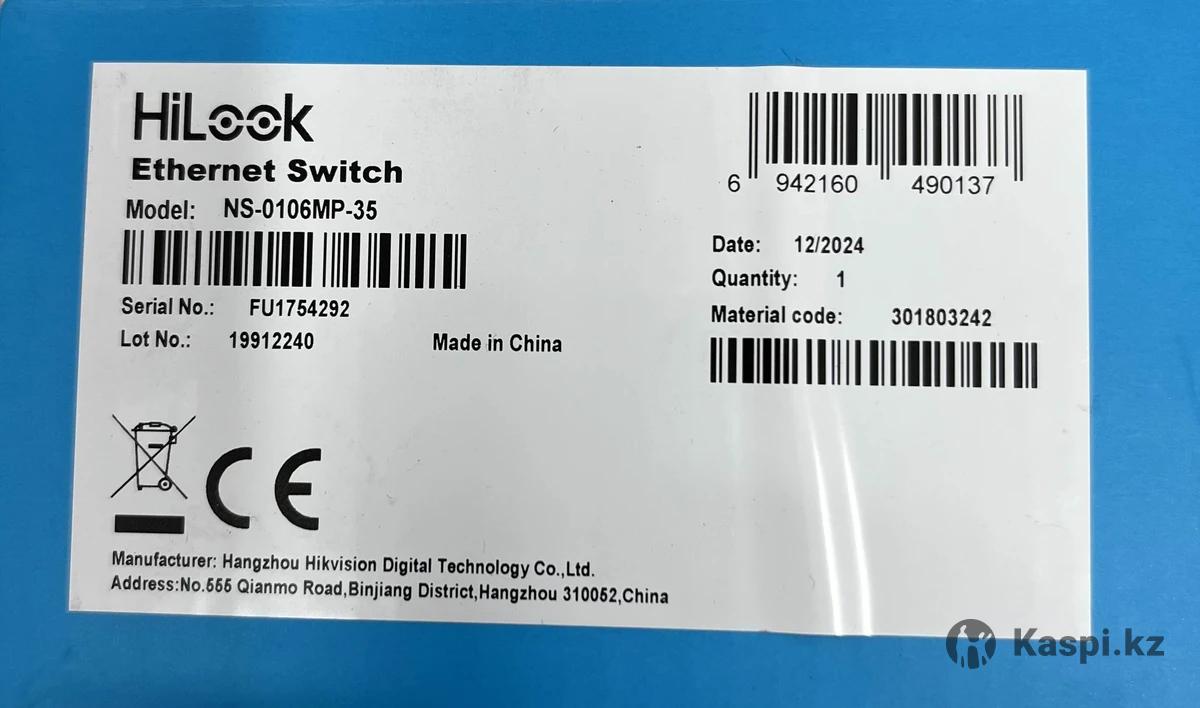 HiLook
Ethernet Switch
Model: NS-0106MP-35
Serial No.: FU1754292
Lot No.: 19912240
Made in China
6 942160 490137
Date: 12/2024
Quantity: 1
Material code: 301803242
CE
Manufacturer: Hangzhou Hikvision Digital Technology Co.,Ltd.
Address:No.555 Qianmo Road,Binjiang District,Hangzhou 310052,China
Kaspi.kz